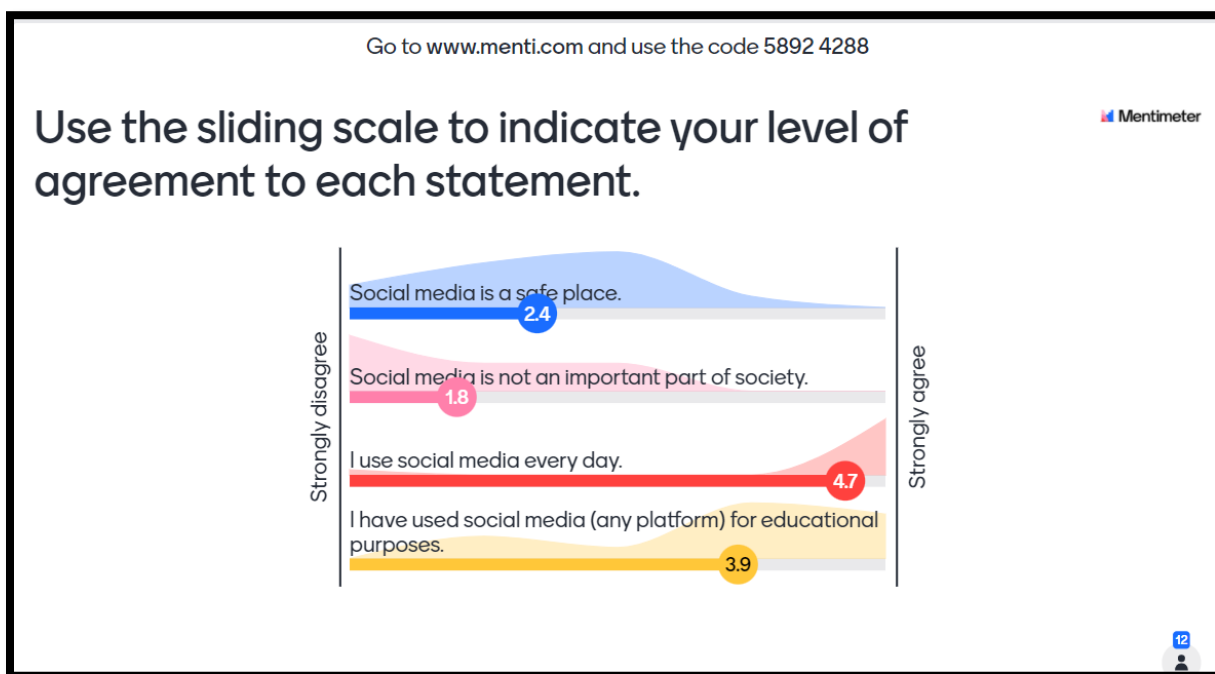 Go to www.menti.com and use the code 5892 4288
Use the sliding scale to indicate your level of
agreement to each statement.
Mentimeter
Strongly disagree
Social media is a safe place.
2.4
Social media is not an important part of society.
1.8
I use social media every day.
4.7
I have used social media (any platform) for educational
purposes.
3.9
Strongly agree
12